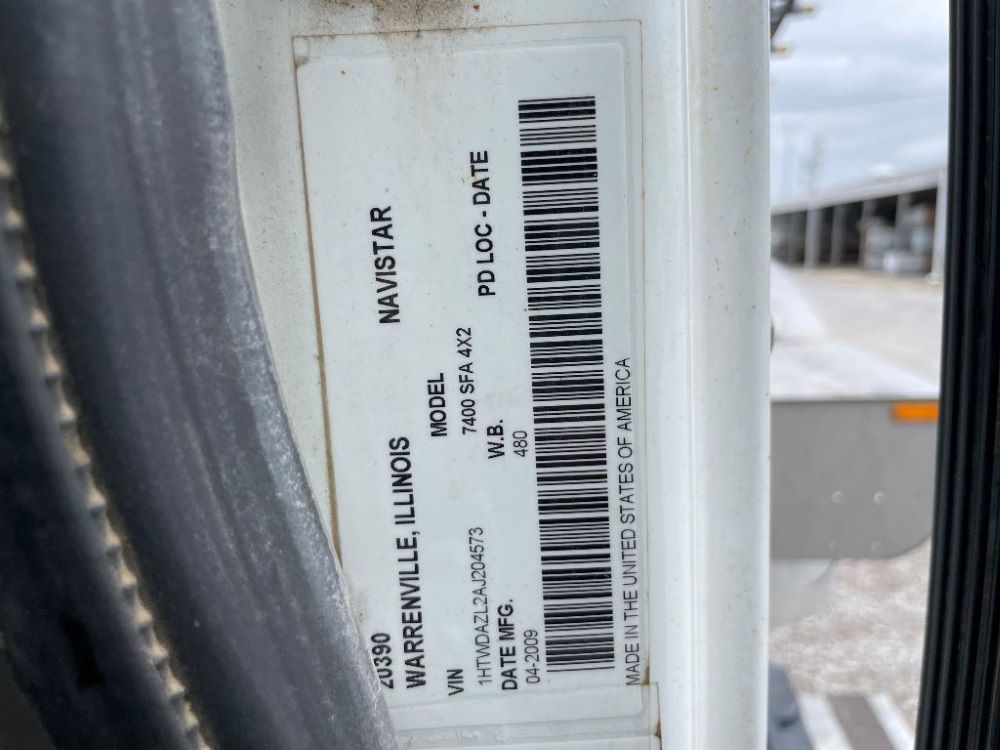 20390 NAVISTAR
WARRENVILLE, ILLINOIS
VIN MODEL
1HTWDAZL2AJ204573 7400 SFA 4X2
DATE MFG. W.B. PD LOC - DATE
04-2009 480
MADE IN THE UNITED STATES OF AMERICA